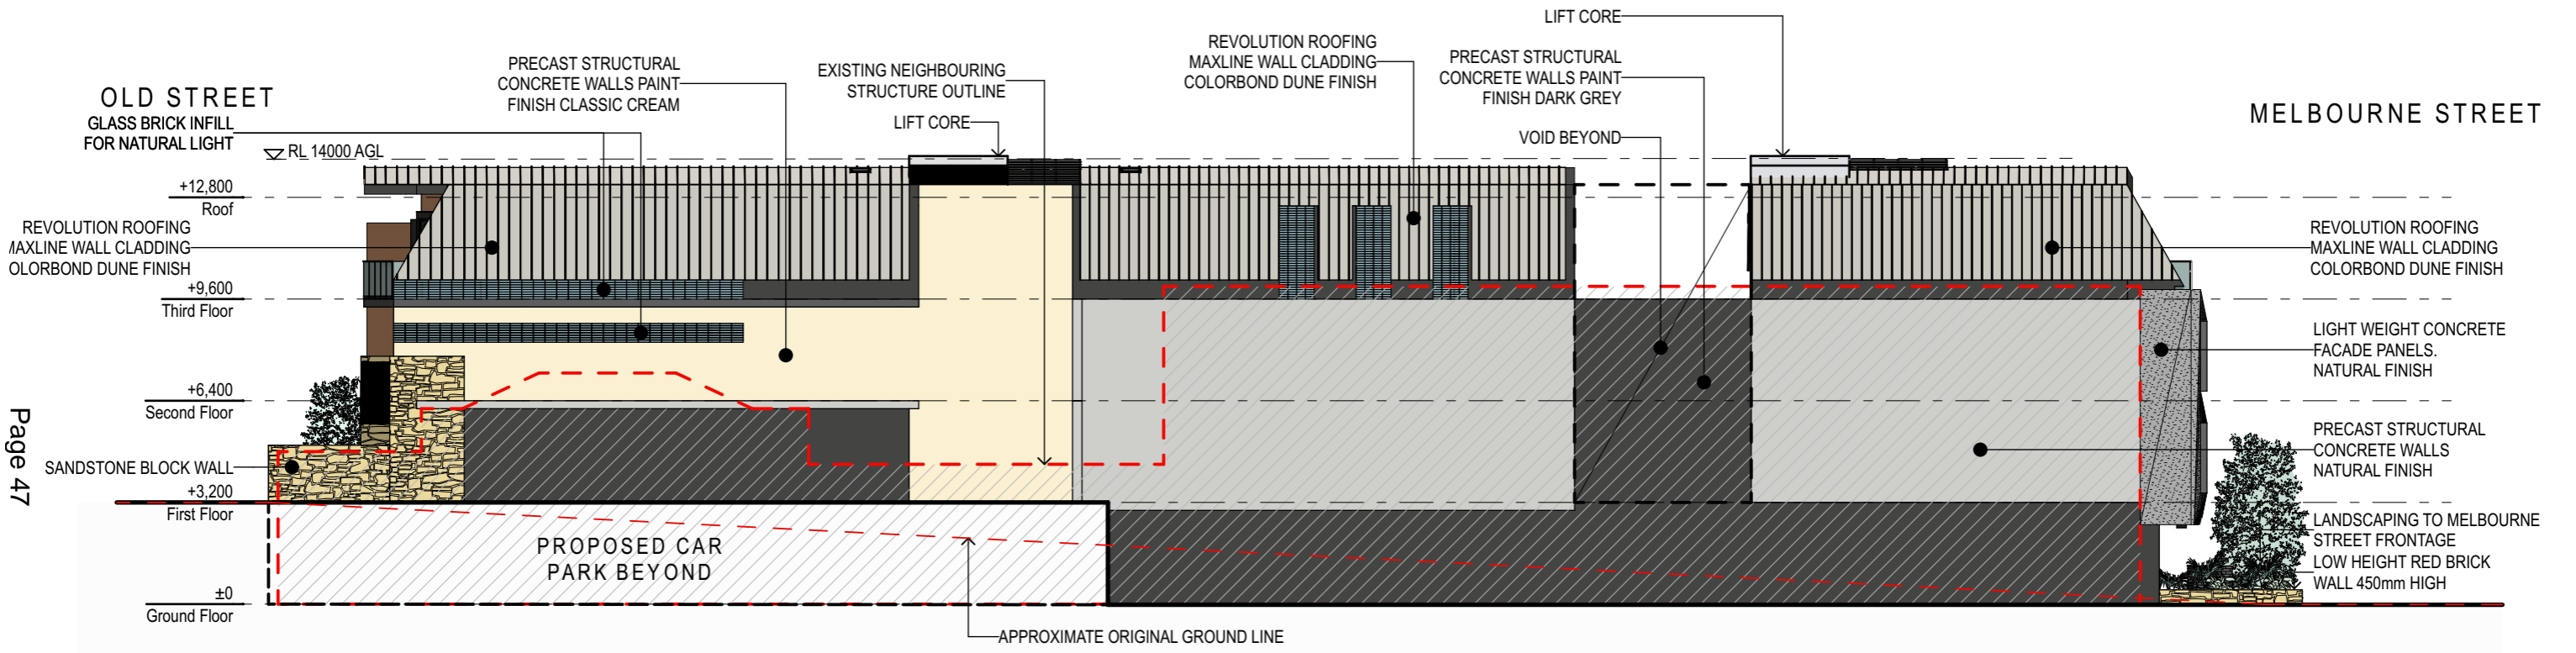 OLD STREET
GLASS BRICK INFILL
FOR NATURAL LIGHT
RL 14000 AGL
+12,800
Roof
REVOLUTION ROOFING
MAXLINE WALL CLADDING
OLORBOND DUNE FINISH
+9,600
Third Floor
+6,400
Second Floor
SANDSTONE BLOCK WALL
+3,200
First Floor
±0
Ground Floor
Page 47
PRECAST STRUCTURAL
CONCRETE WALLS PAINT
FINISH CLASSIC CREAM
EXISTING NEIGHBOURING
STRUCTURE OUTLINE
LIFT CORE
REVOLUTION ROOFING
MAXLINE WALL CLADDING
COLORBOND DUNE FINISH
LIFT CORE
PRECAST STRUCTURAL
CONCRETE WALLS PAINT
FINISH DARK GREY
VOID BEYOND
PROPOSED CAR
PARK BEYOND
APPROXIMATE ORIGINAL GROUND LINE
MELBOURNE STREET
REVOLUTION ROOFING
MAXLINE WALL CLADDING
COLORBOND DUNE FINISH
LIGHT WEIGHT CONCRETE
FACADE PANELS.
NATURAL FINISH
PRECAST STRUCTURAL
CONCRETE WALLS
NATURAL FINISH
LANDSCAPING TO MELBOURNE
STREET FRONTAGE
LOW HEIGHT RED BRICK
WALL 450mm HIGH